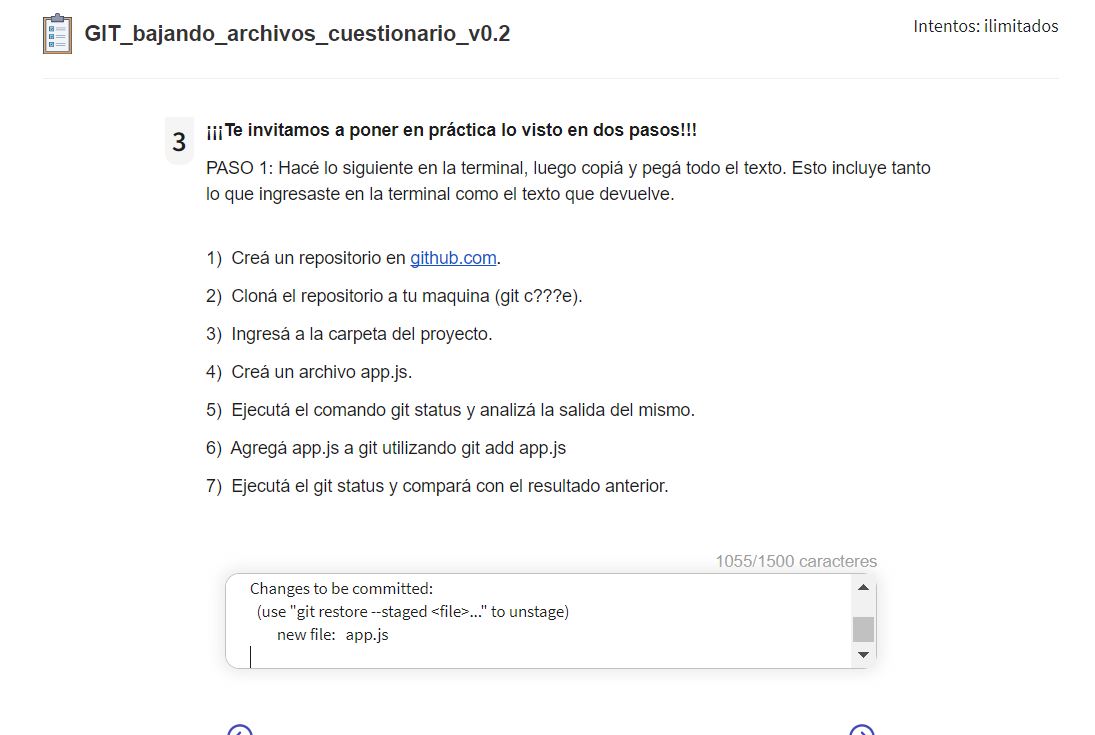 GIT_bajando_archivos_cuestionario_v0.2
Intentos: ilimitados
3
¡¡¡Te invitamos a poner en práctica lo visto en dos pasos!!!
PASO 1: Hacé lo siguiente en la terminal, luego copiá y pegá todo el texto. Esto incluye tanto
lo que ingresaste en la terminal como el texto que devuelve.
1) Creá un repositorio en github.com.
2) Cloná el repositorio a tu maquina (git c???e).
3) Ingresá a la carpeta del proyecto.
4) Creá un archivo app.js.
5) Ejecutá el comando git status y analizá la salida del mismo.
6) Agregá app.js a git utilizando git add app.js
7) Ejecutá el git status y compará con el resultado anterior.
1055/1500 caracteres
Changes to be committed:
(use "git restore --staged <file>..." to unstage)
new file: app.js